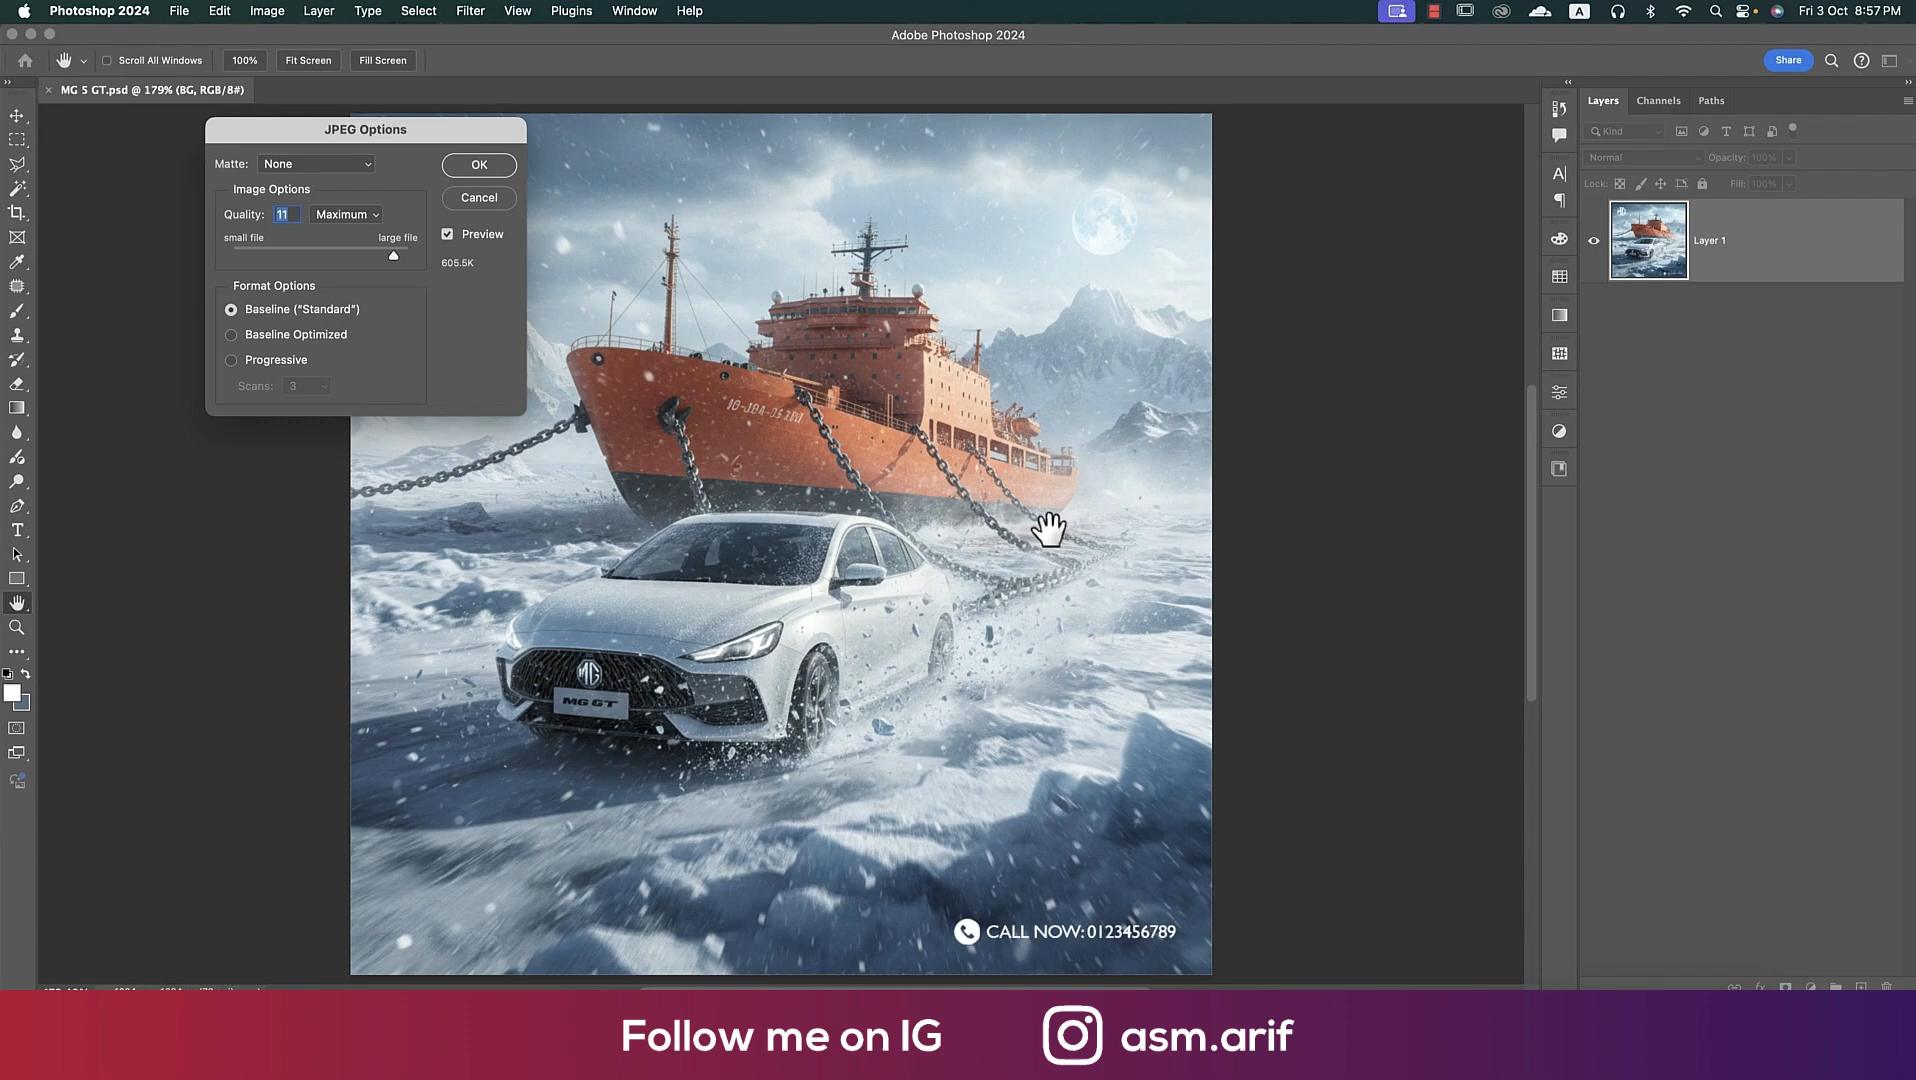 Photoshop 2024 File Edit Image Layer Type Select Filter View Plugins Window Help A Fri 3 Oct 8:57 PM
Adobe Photoshop 2024
Scroll All Windows 100% Fit Screen Fill Screen Share
MG 5 GT.psd @ 179% (BG, RGB/8#)
Layers Channels Paths
JPEG Options
Kind
Matte: None OK
Normal Opacity: 100%
Lock: Fill: 100%
Image Options
Cancel
Quality: 11 Maximum
Preview
small file large file
Layer 1
605.5K
Format Options
Baseline (“Standard”)
Baseline Optimized
Progressive
Scans: 3
MG
MG GT
CALL NOW: 0123456789
Follow me on IG asm.arif